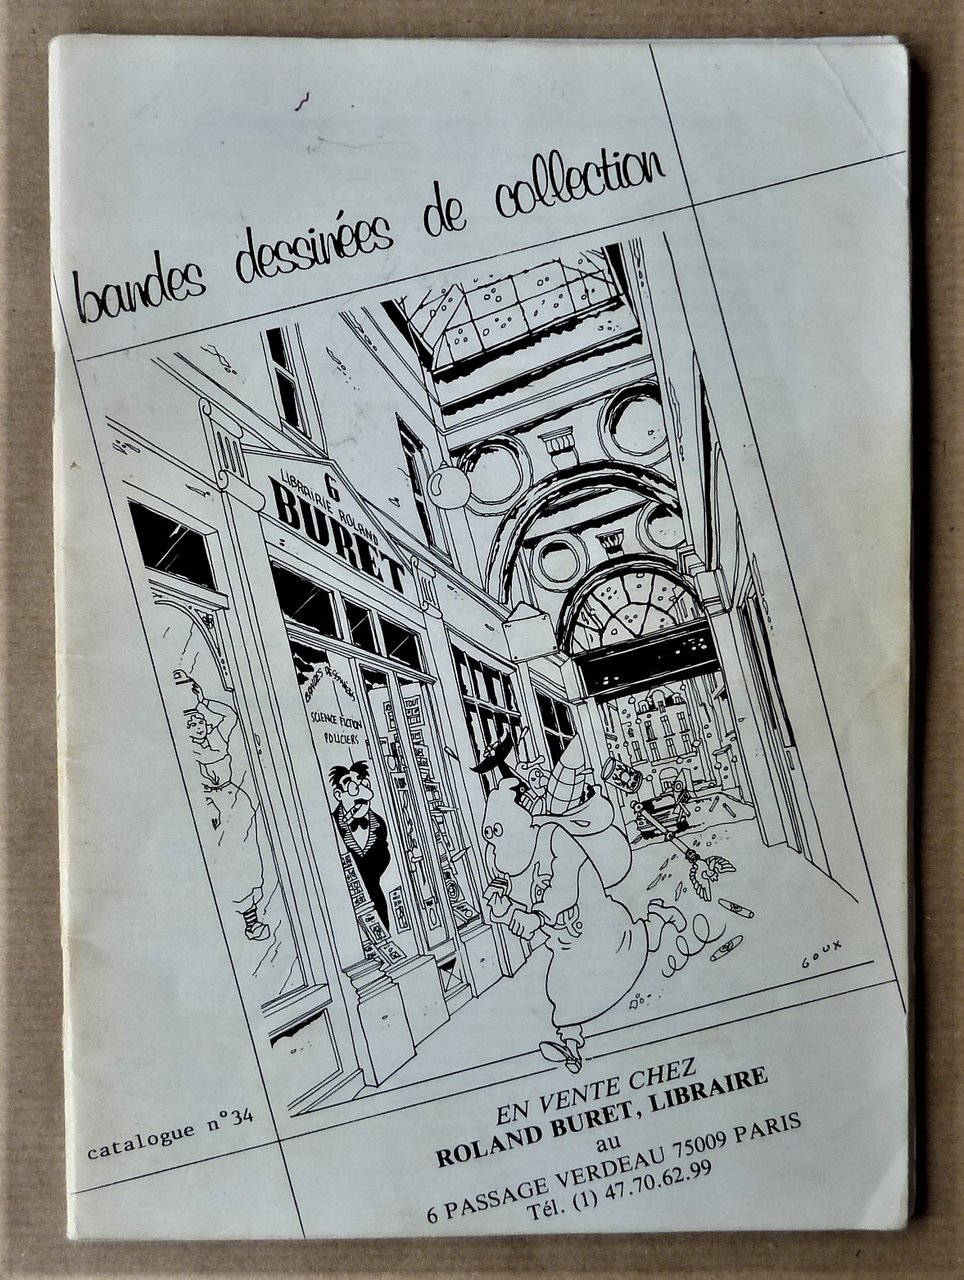 bandes dessinées de collection
6
LIBRAIRIE ROLAND
BURET
SCIENCE FICTION
POLICIERS
GOUX
catalogue n°34
EN VENTE CHEZ
ROLAND BURET, LIBRAIRE
au
6 PASSAGE VERDEAU 75009 PARIS
Tél. (1) 47.70.62.99